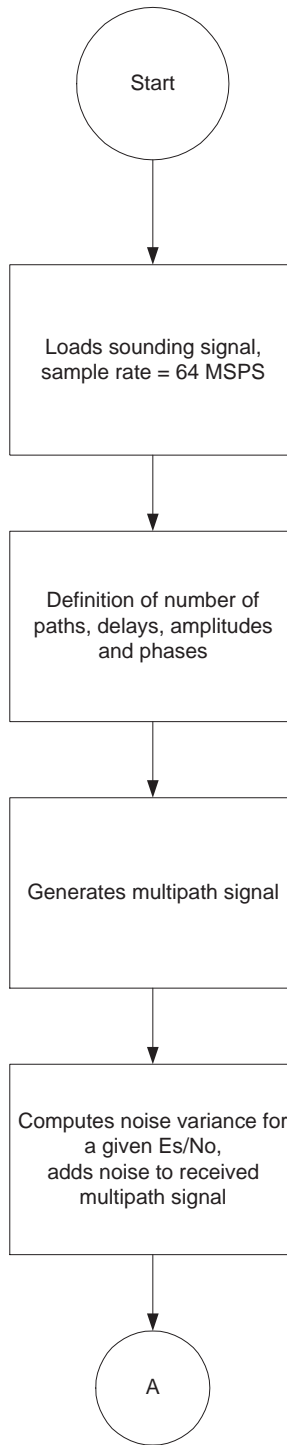 Start
Loads sounding signal,
sample rate = 64 MSPS
Definition of number of
paths, delays, amplitudes
and phases
Generates multipath signal
Computes noise variance for
a given Es/No,
adds noise to received
multipath signal
A